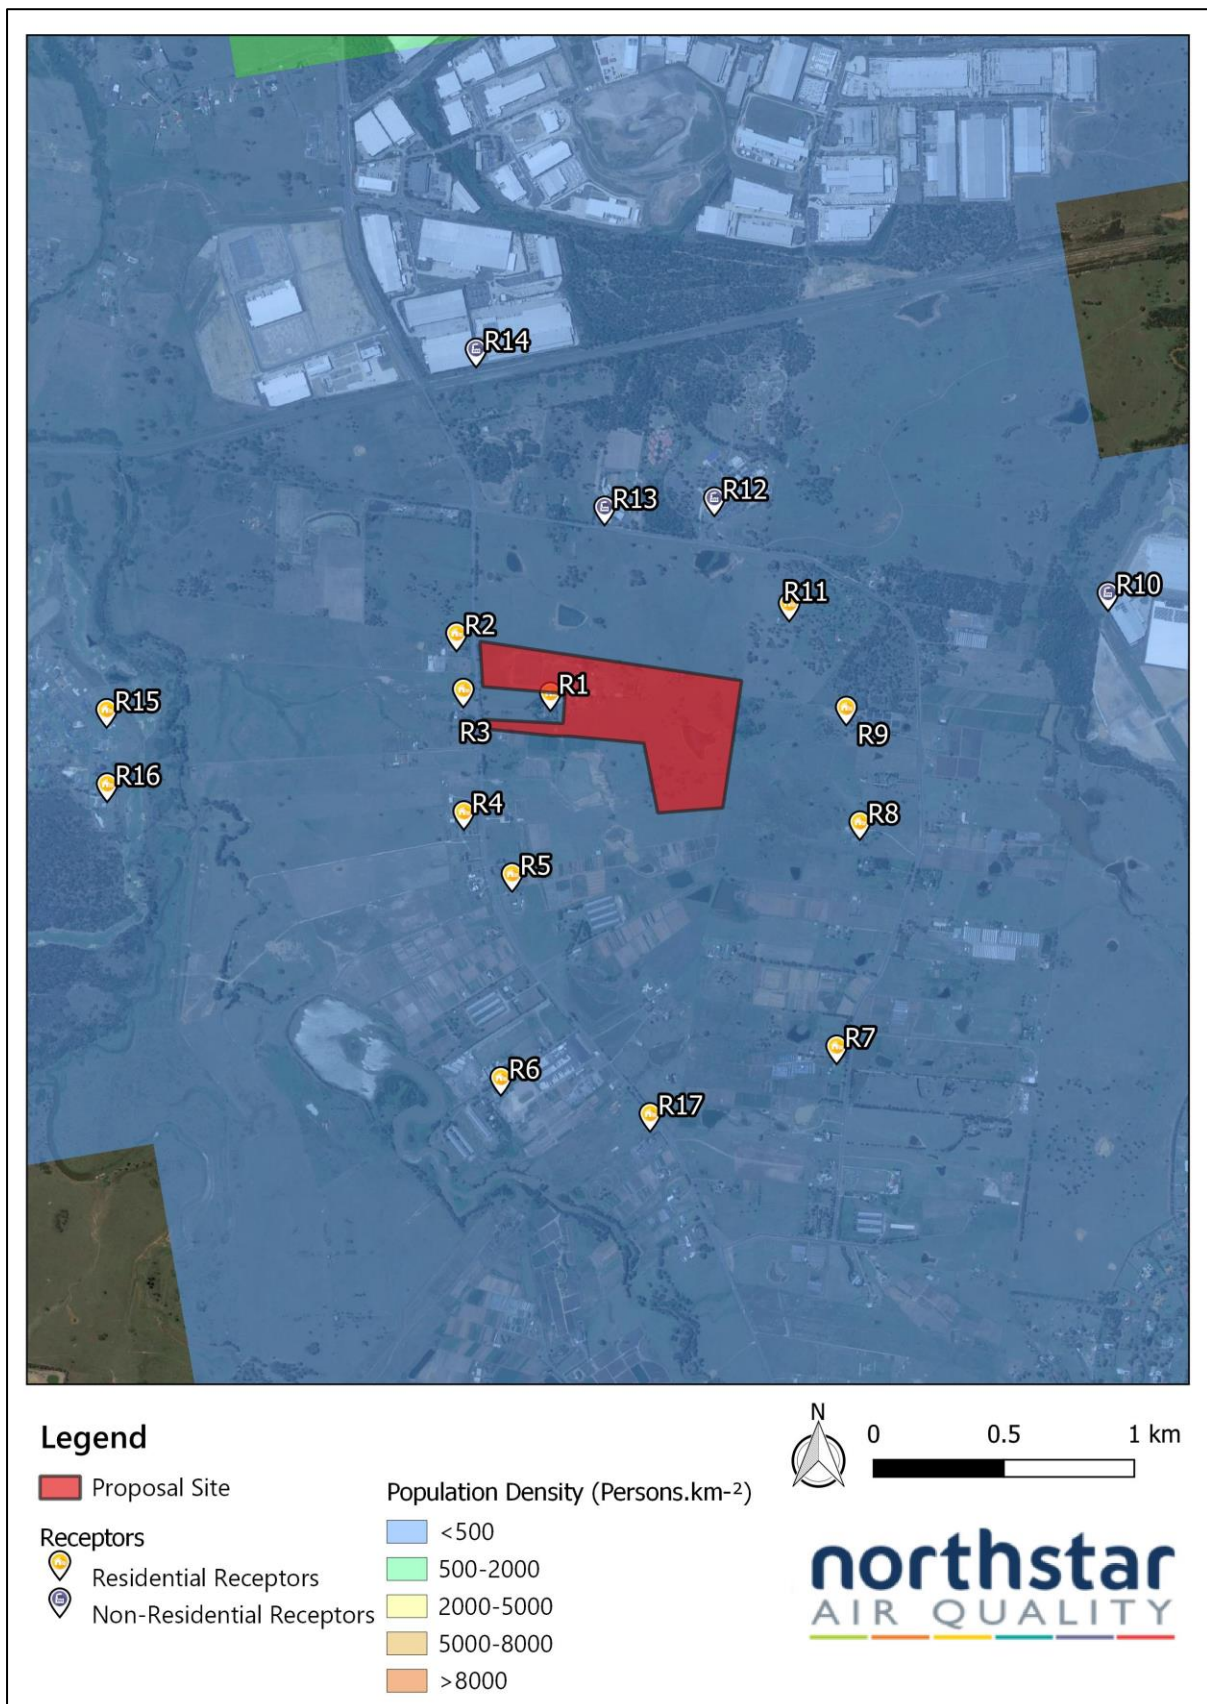 R14
R13
R12
R10
R11
R2
R1
R15
R3
R9
R16
R4
R8
R5
R7
R6
R17
Legend
Proposal Site
Receptors
Residential Receptors
Non-Residential Receptors
Population Density (Persons.km-²)
<500
500-2000
2000-5000
5000-8000
>8000
N
0 0.5 1 km
northstar
AIR QUALITY